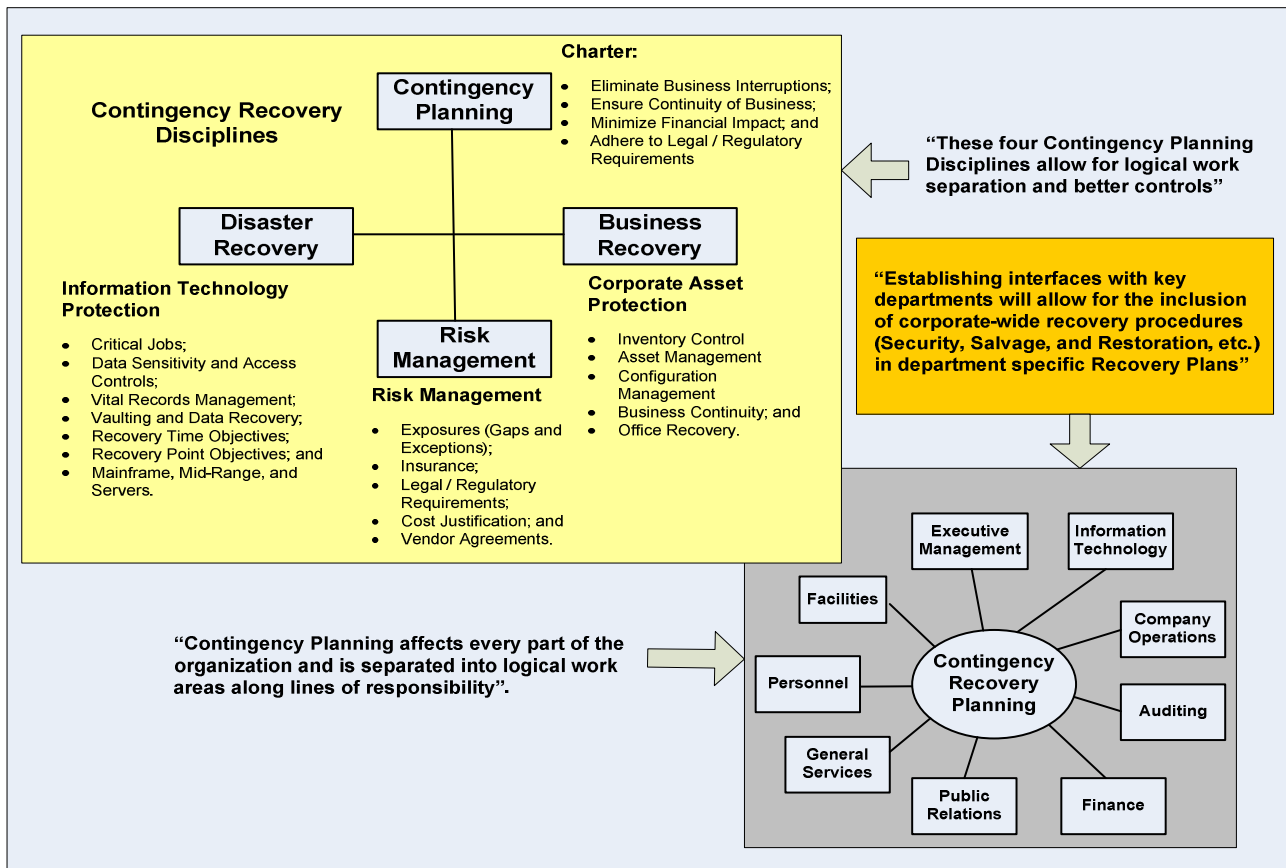 Contingency Recovery
Disciplines
Contingency
Planning
Charter:
• Eliminate Business Interruptions;
• Ensure Continuity of Business;
• Minimize Financial Impact; and
• Adhere to Legal / Regulatory
Requirements
Disaster
Recovery
Business
Recovery
Information Technology
Protection
• Critical Jobs;
• Data Sensitivity and Access
Controls;
• Vital Records Management;
• Vaulting and Data Recovery;
• Recovery Time Objectives;
• Recovery Point Objectives; and
• Mainframe, Mid-Range, and
Servers.
Risk
Management
Risk Management
• Exposures (Gaps and
Exceptions);
• Insurance;
• Legal / Regulatory
Requirements;
• Cost Justification; and
• Vendor Agreements.
Corporate Asset
Protection
• Inventory Control
• Asset Management
• Configuration
Management
• Business Continuity; and
• Office Recovery.
“These four Contingency Planning
Disciplines allow for logical work
separation and better controls”
“Establishing interfaces with key
departments will allow for the inclusion
of corporate-wide recovery procedures
(Security, Salvage, and Restoration, etc.)
in department specific Recovery Plans”
“Contingency Planning affects every part of the
organization and is separated into logical work
areas along lines of responsibility”.
Executive
Management
Information
Technology
Facilities
Company
Operations
Personnel
Contingency
Recovery
Planning
Auditing
General
Services
Public
Relations
Finance